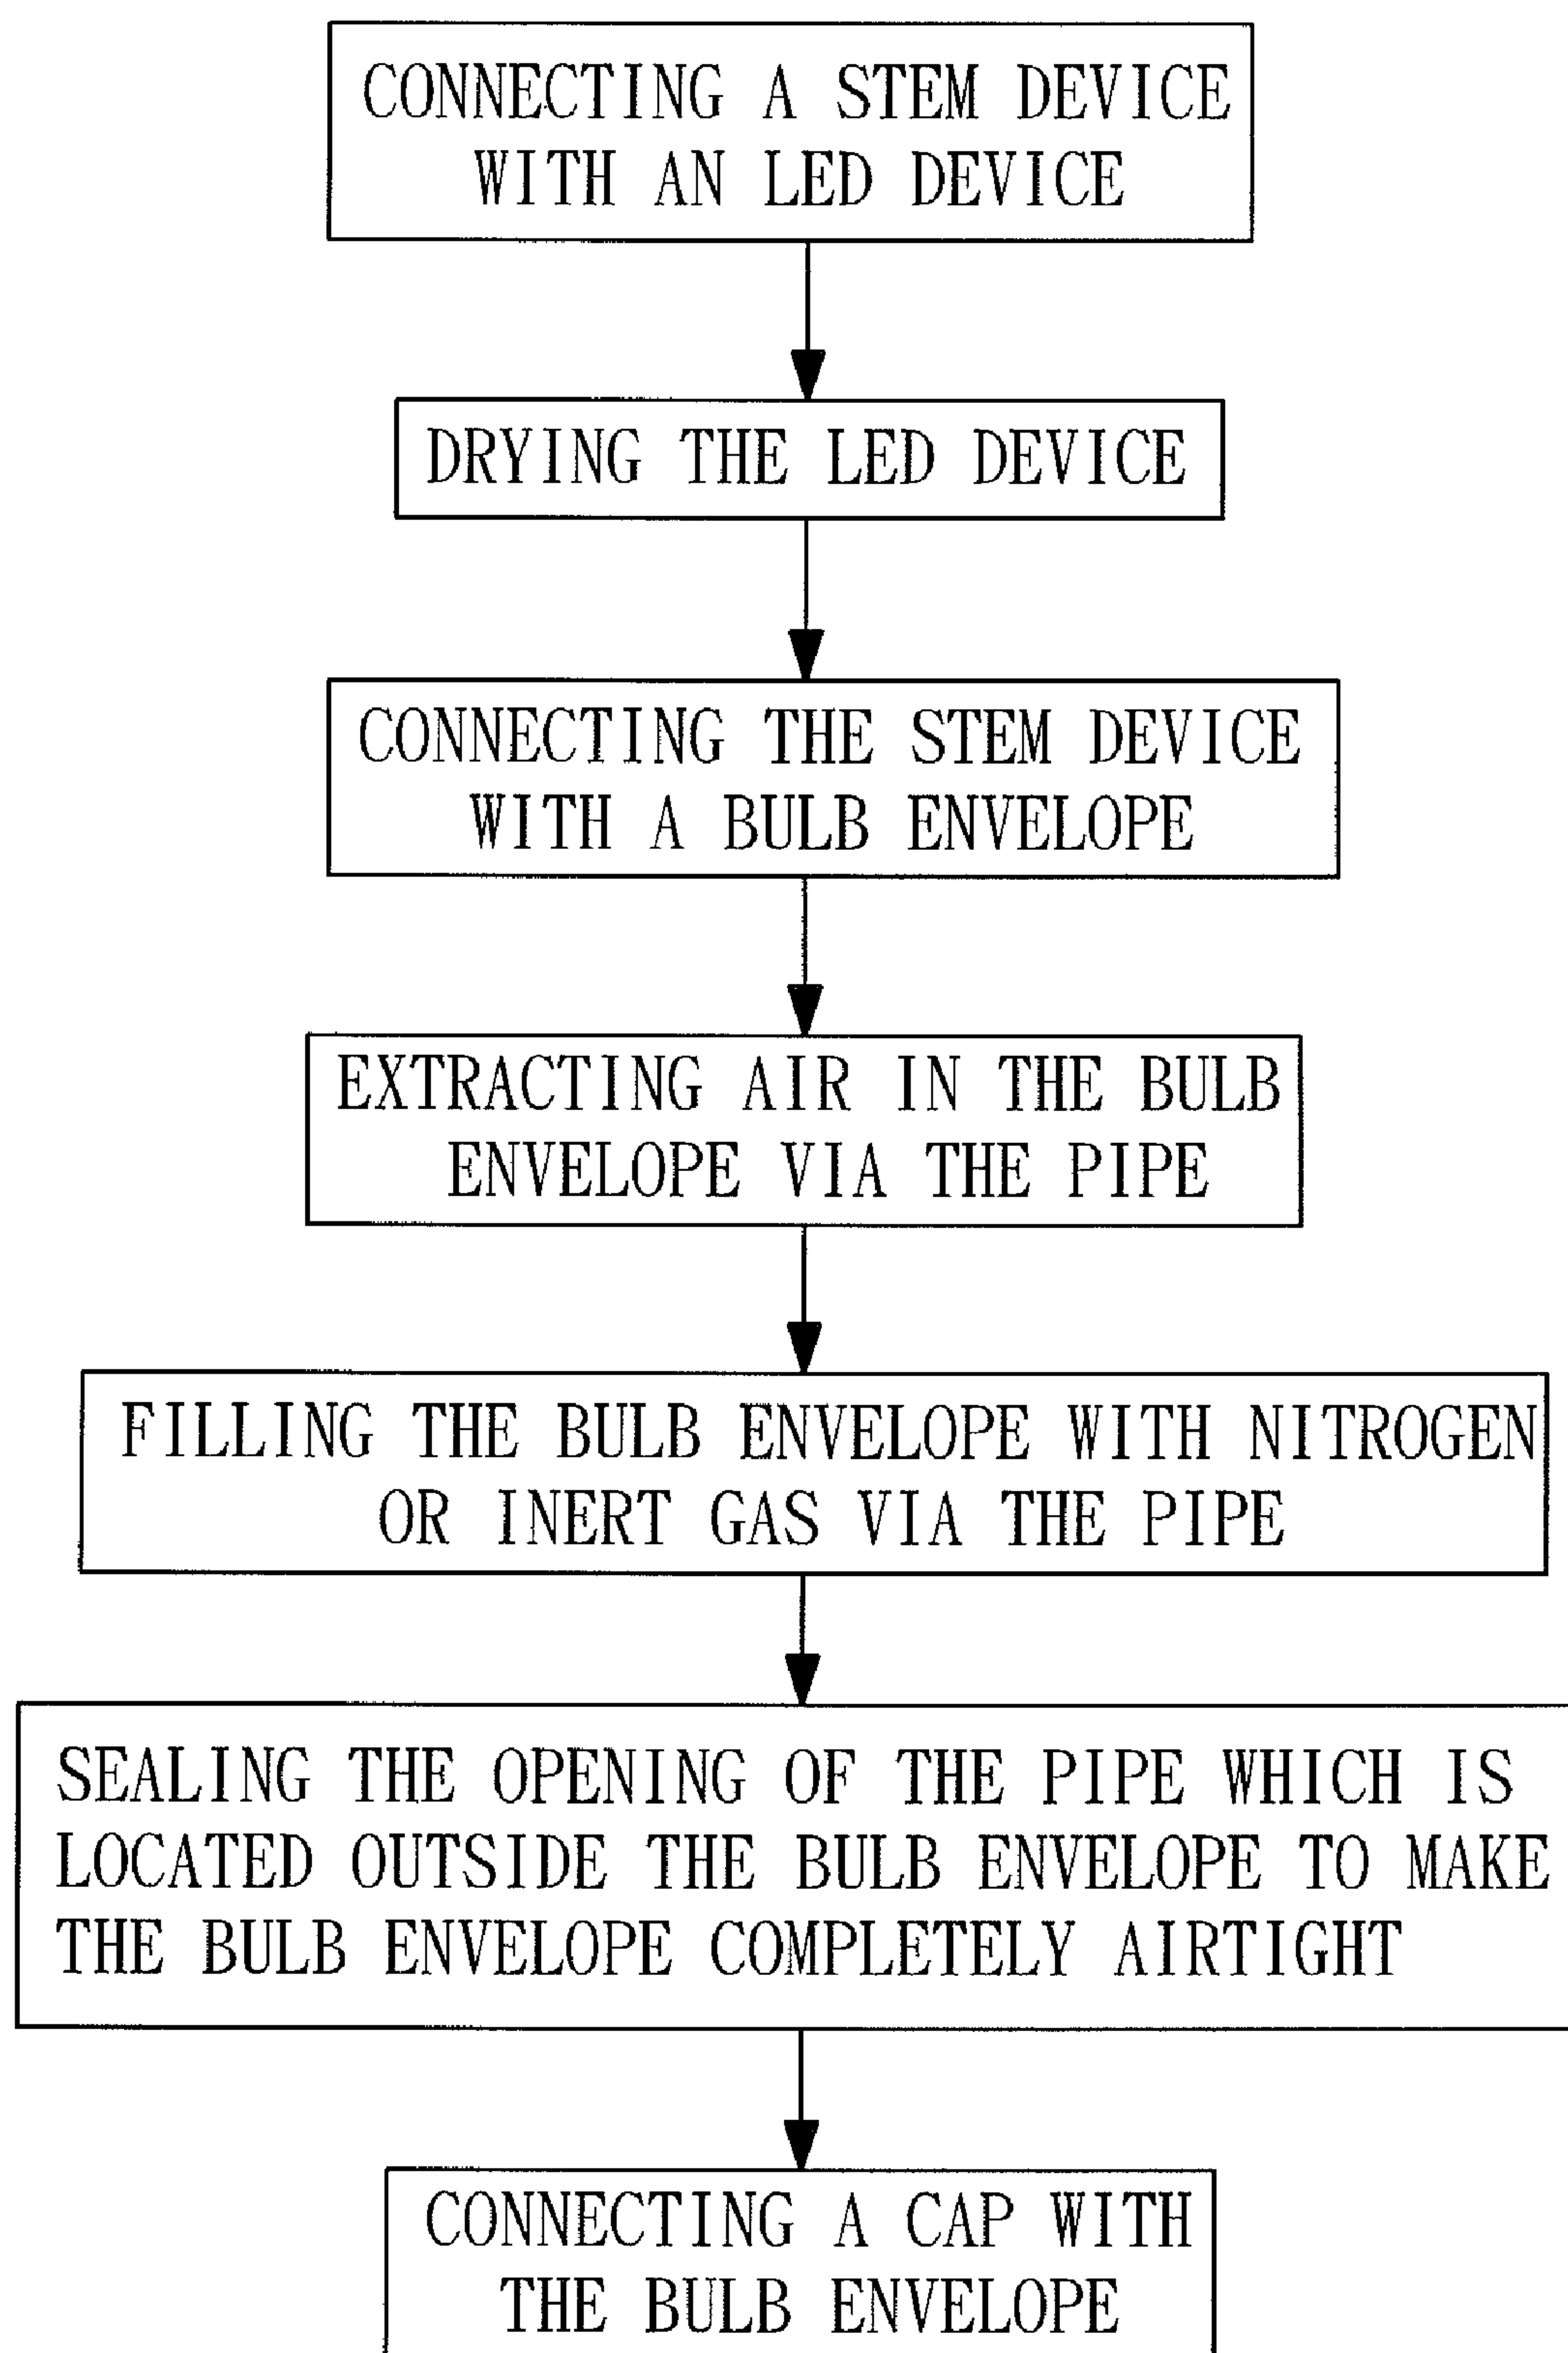 CONNECTING A STEM DEVICE
WITH AN LED DEVICE
DRYING THE LED DEVICE
CONNECTING THE STEM DEVICE
WITH A BULB ENVELOPE
EXTRACTING AIR IN THE BULB
ENVELOPE VIA THE PIPE
FILLING THE BULB ENVELOPE WITH NITROGEN
OR INERT GAS VIA THE PIPE
SEALING THE OPENING OF THE PIPE WHICH IS
LOCATED OUTSIDE THE BULB ENVELOPE TO MAKE
THE BULB ENVELOPE COMPLETELY AIRTIGHT
CONNECTING A CAP WITH
THE BULB ENVELOPE